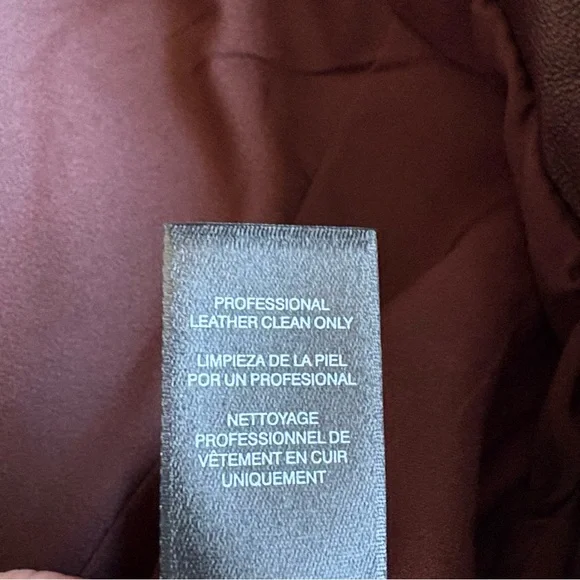 PROFESSIONAL
LEATHER CLEAN ONLY
LIMPIEZA DE LA PIEL
POR UN PROFESIONAL
NETTOYAGE
PROFESSIONNEL DE
VÊTEMENT EN CUIR
UNIQUEMENT